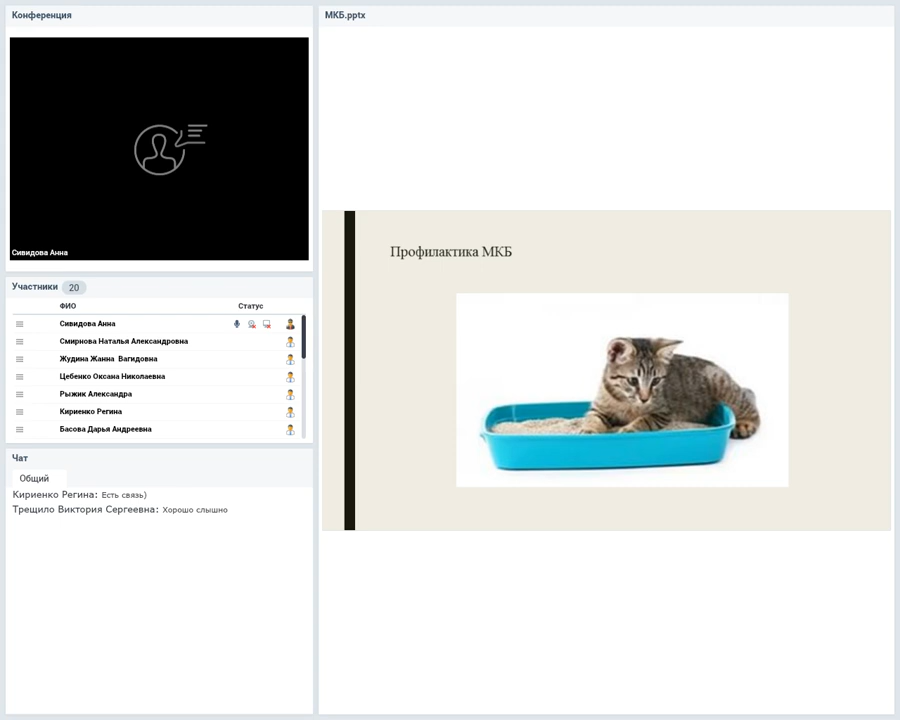 Конференция
Сивидова Анна
Участники 20
ФИО Статус
Сивидова Анна
Смирнова Наталья Александровна
Жудина Жанна Вагидовна
Цебенко Оксана Николаевна
Рыжик Александра
Кириенко Регина
Басова Дарья Андреевна
Чат
Общий
Кириенко Регина: Есть связь)
Трещило Виктория Сергеевна: Хорошо слышно
МКБ.pptx
Профилактика МКБ